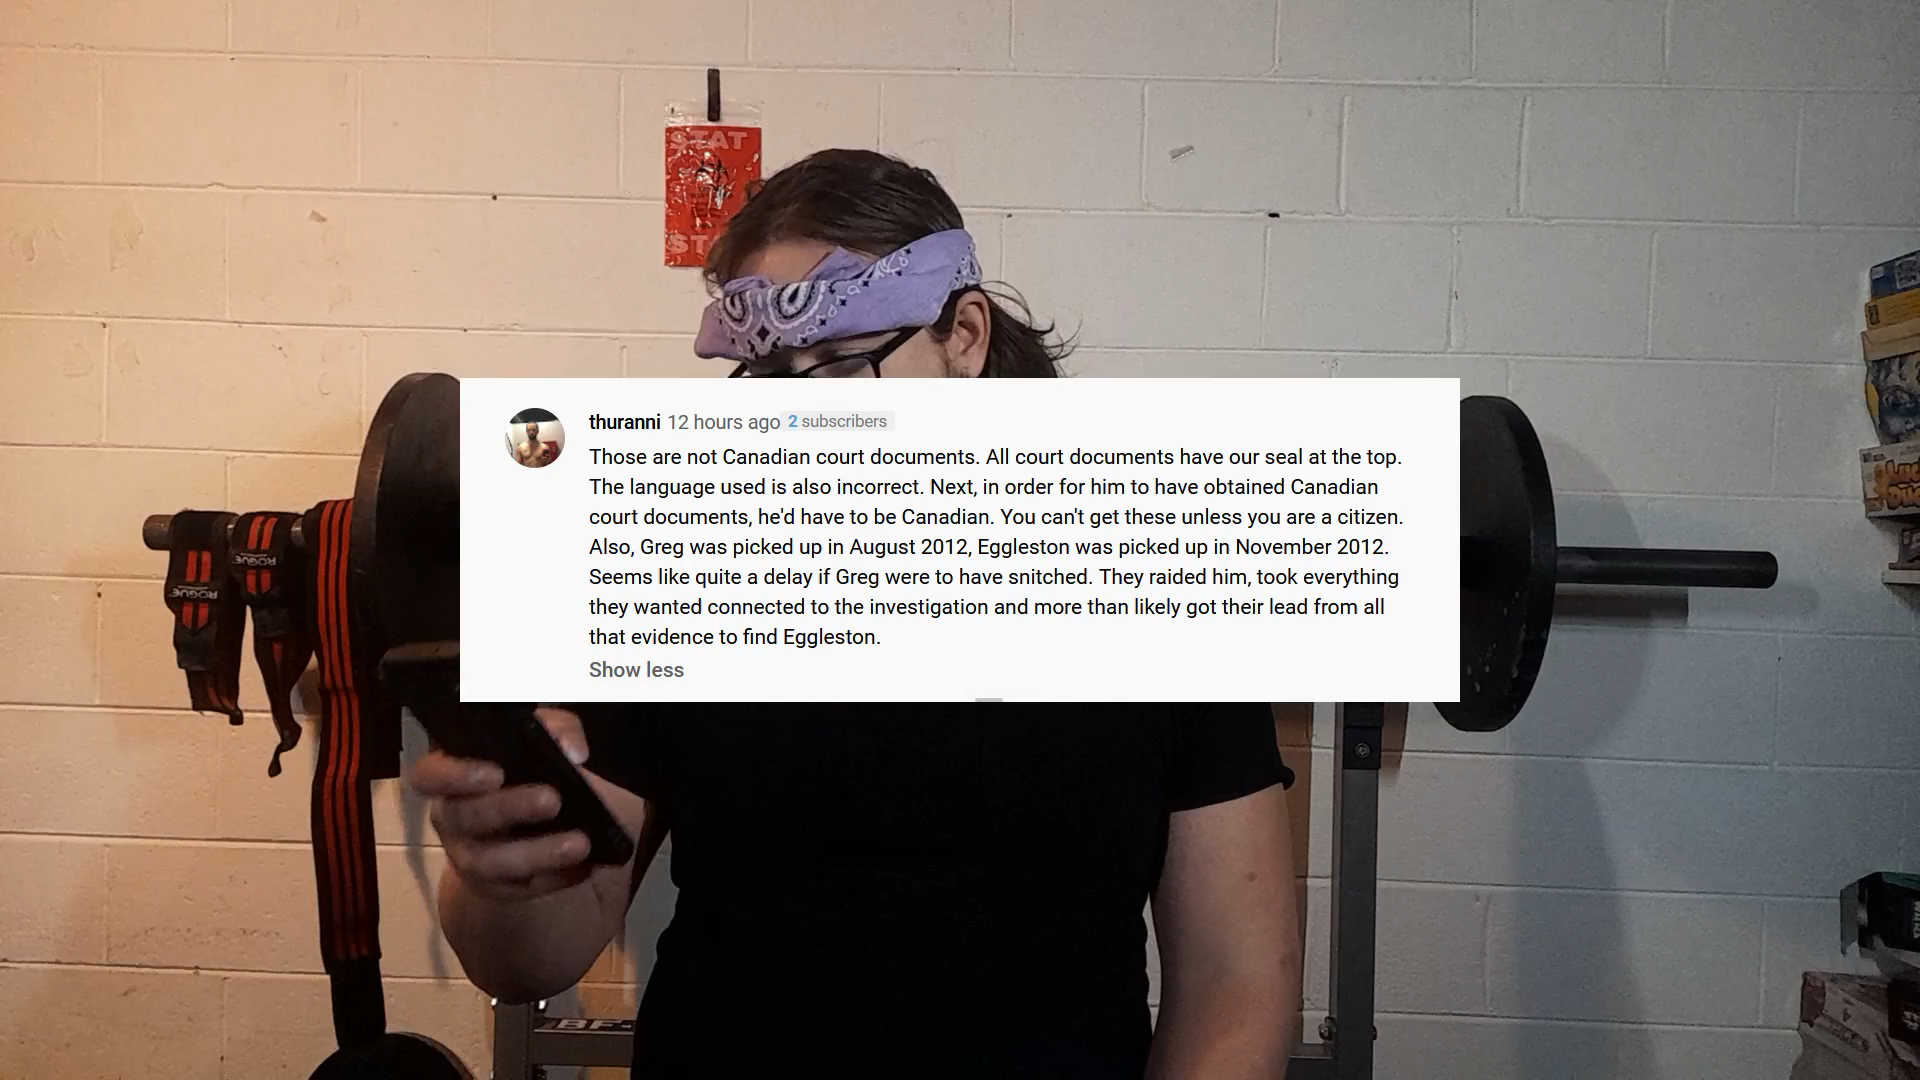 STAT
ST
thuranni 12 hours ago 2 subscribers
Those are not Canadian court documents. All court documents have our seal at the top.
The language used is also incorrect. Next, in order for him to have obtained Canadian
court documents, he'd have to be Canadian. You can't get these unless you are a citizen.
Also, Greg was picked up in August 2012, Eggleston was picked up in November 2012.
Seems like quite a delay if Greg were to have snitched. They raided him, took everything
they wanted connected to the investigation and more than likely got their lead from all
that evidence to find Eggleston.
Show less
ROGUE
ROGUE
BF-